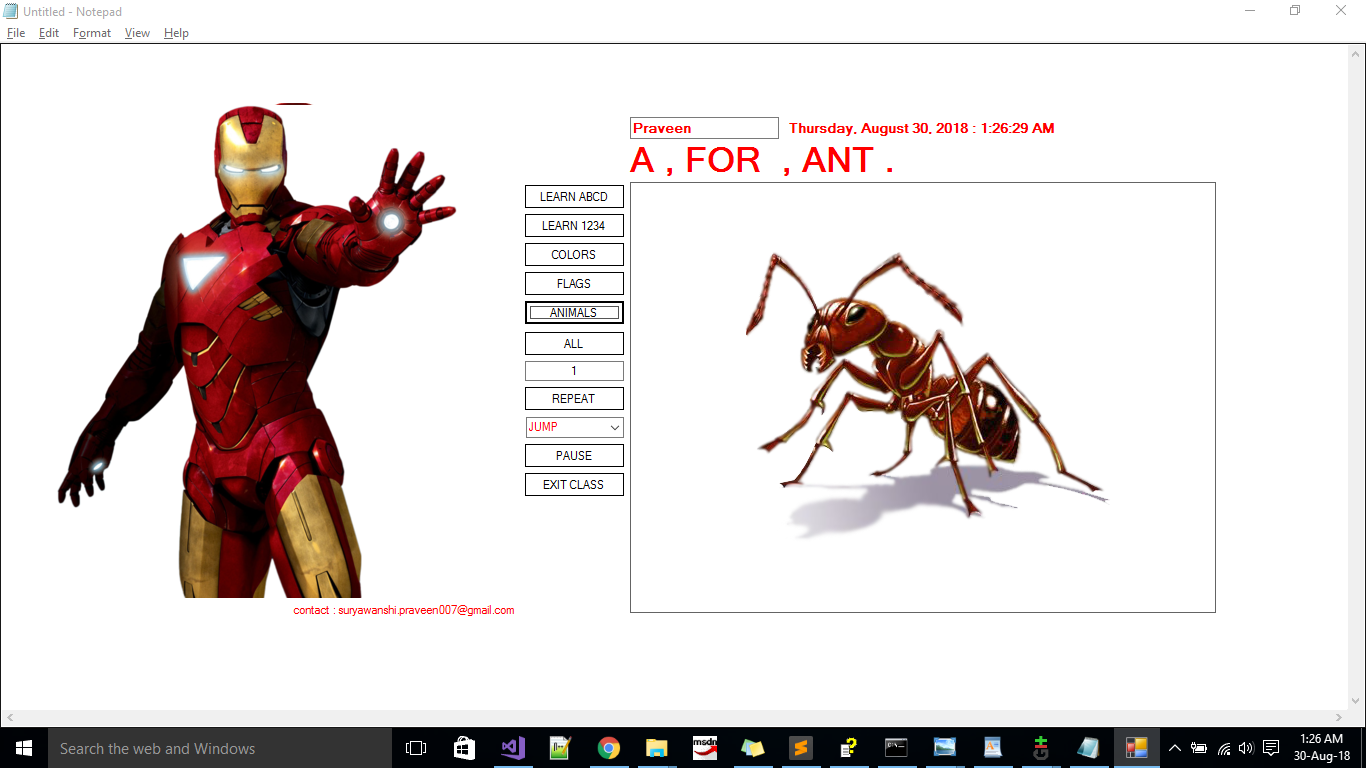 Untitled - Notepad
File Edit Format View Help
Praveen
Thursday, August 30, 2018 : 1:26:29 AM
A , FOR , ANT .
LEARN ABCD
LEARN 1234
COLORS
FLAGS
ANIMALS
ALL
1
REPEAT
JUMP
PAUSE
EXIT CLASS
contact : suryawanshi.praveen007@gmail.com
Search the web and Windows
msdn
1:26 AM
30-Aug-18